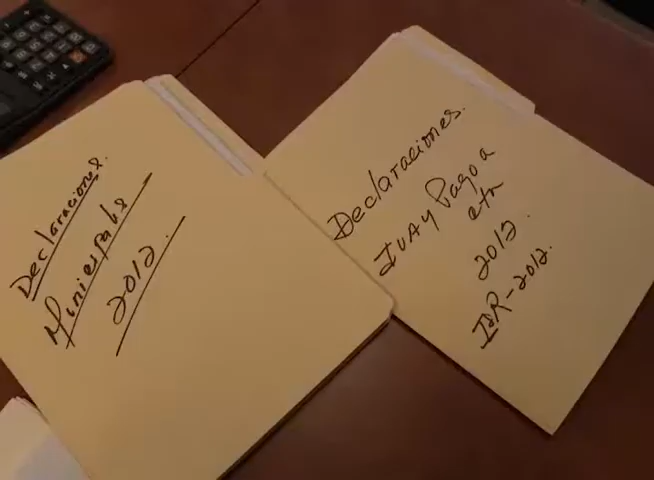 Declaraciones.
Municipales
2012.
Declaraciones.
IVA y Pago a
cta
2012.
ISR-2012.